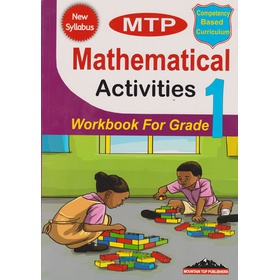 New
Syllabus
MTP
Competency
Based
Curriculum
Mathematical
Activities
Workbook For Grade 1
MOUNTAIN TOP PUBLISHERS